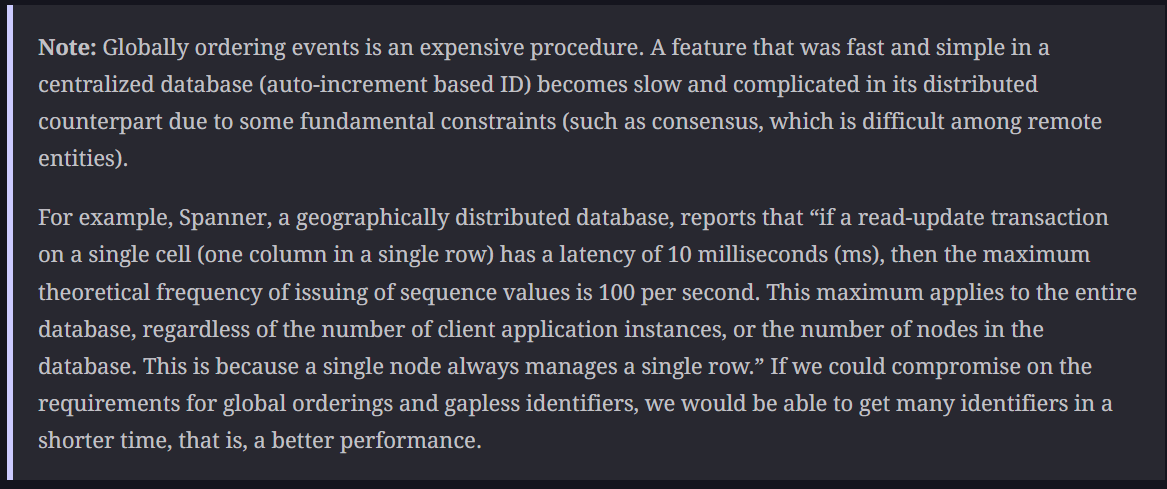 Note: Globally ordering events is an expensive procedure. A feature that was fast and simple in a
centralized database (auto-increment based ID) becomes slow and complicated in its distributed
counterpart due to some fundamental constraints (such as consensus, which is difficult among remote
entities).
For example, Spanner, a geographically distributed database, reports that “if a read-update transaction
on a single cell (one column in a single row) has a latency of 10 milliseconds (ms), then the maximum
theoretical frequency of issuing of sequence values is 100 per second. This maximum applies to the entire
database, regardless of the number of client application instances, or the number of nodes in the
database. This is because a single node always manages a single row.” If we could compromise on the
requirements for global orderings and gapless identifiers, we would be able to get many identifiers in a
shorter time, that is, a better performance.